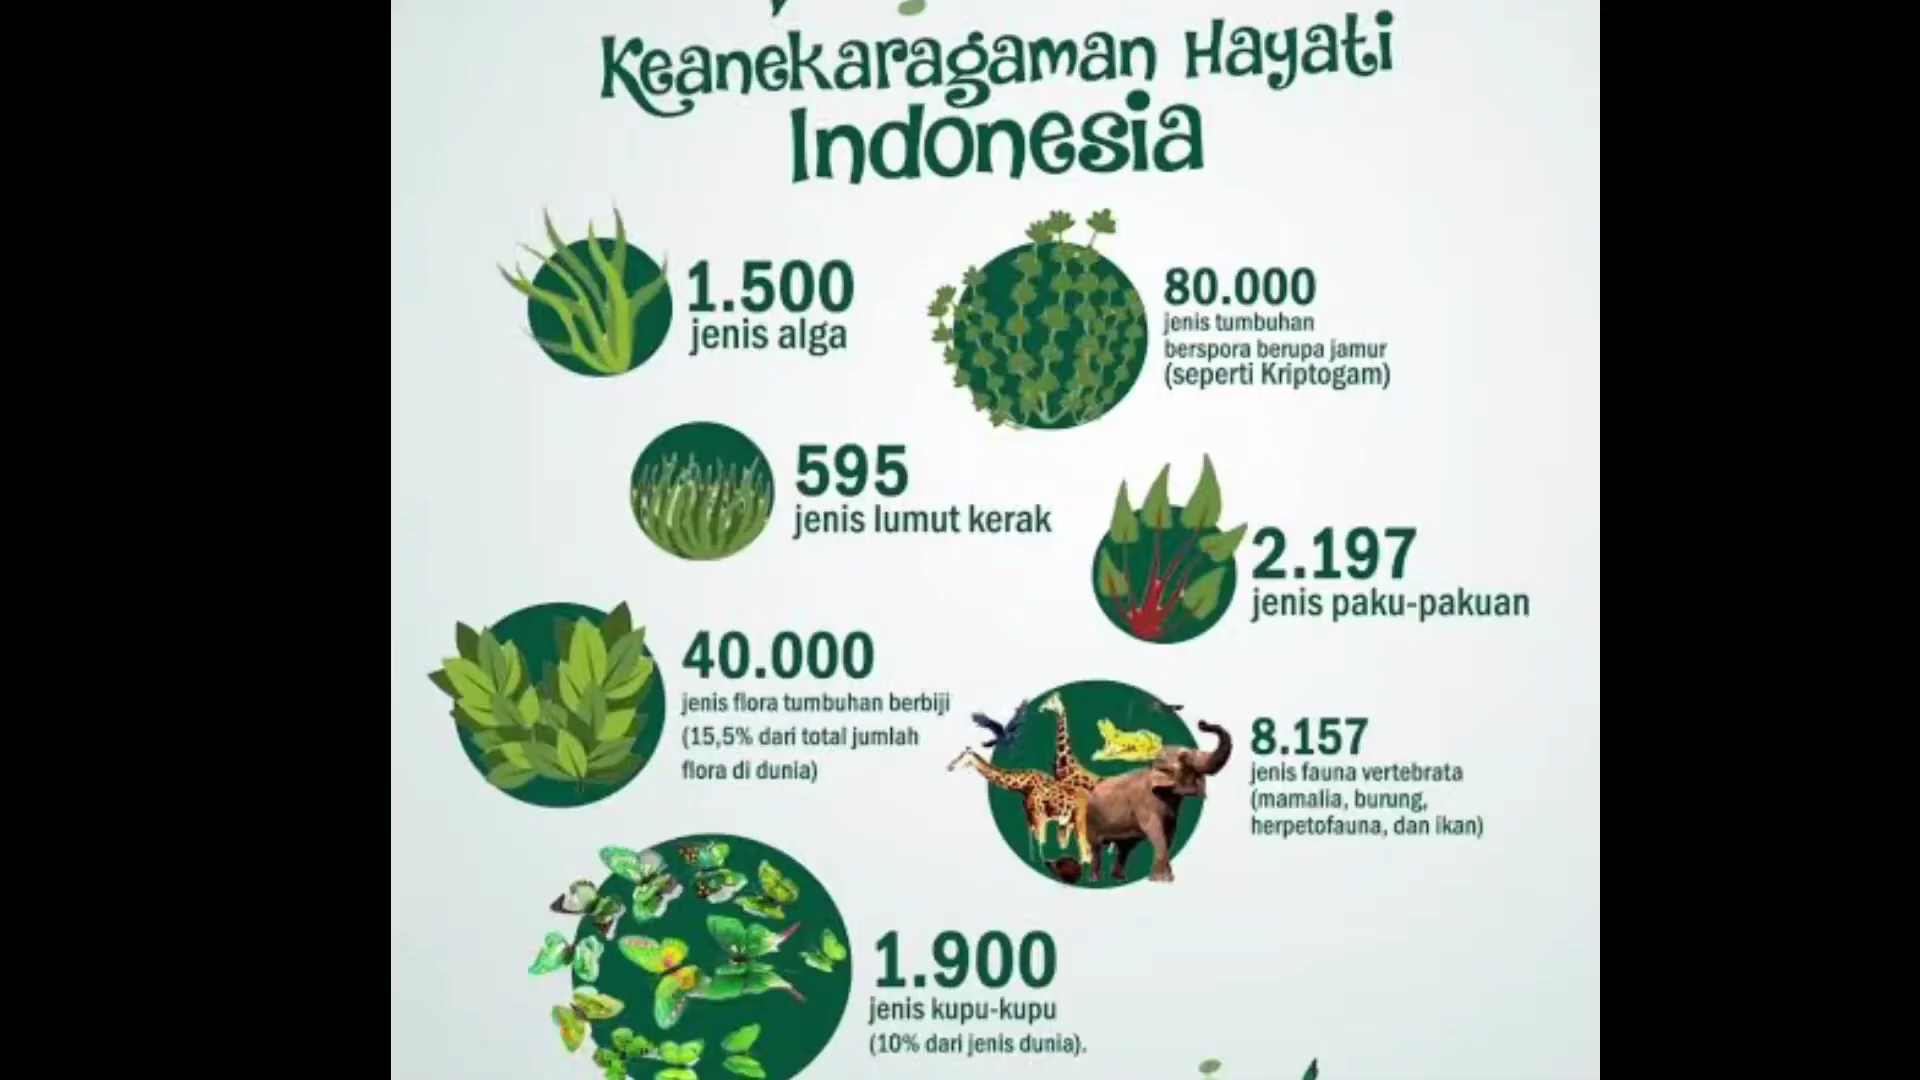 Keanekaragaman Hayati
Indonesia
1.500
jenis alga
80.000
jenis tumbuhan
berspora berupa jamur
(seperti Kriptogam)
595
jenis lumut kerak
2.197
jenis paku-pakuan
40.000
jenis flora tumbuhan berbiji
(15,5% dari total jumlah
flora di dunia)
8.157
jenis fauna vertebrata
(mamalia, burung,
herpetofauna, dan ikan)
1.900
jenis kupu-kupu
(10% dari jenis dunia).